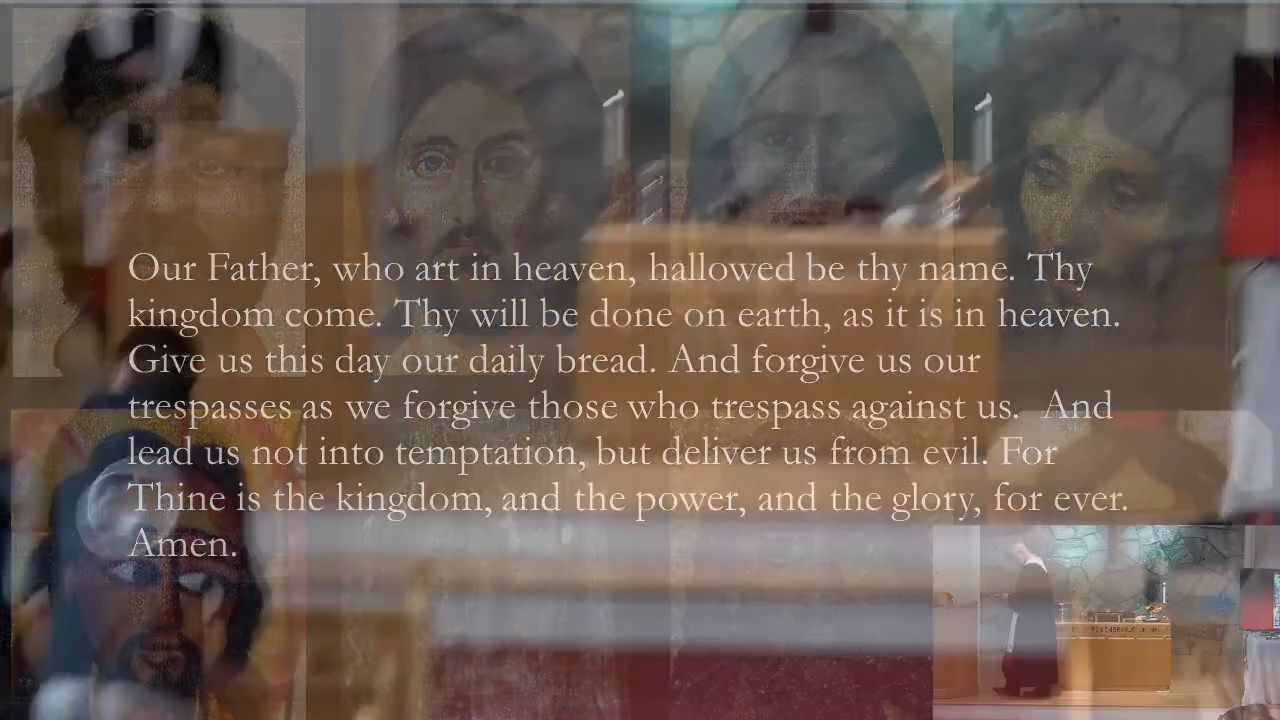 Our Father, who art in heaven, hallowed be thy name. Thy
kingdom come. Thy will be done on earth, as it is in heaven.
Give us this day our daily bread. And forgive us our
trespasses as we forgive those who trespass against us.  And
lead us not into temptation, but deliver us from evil. For
Thine is the kingdom, and the power, and the glory, for ever.
Amen.
REMEMBRANCE OF